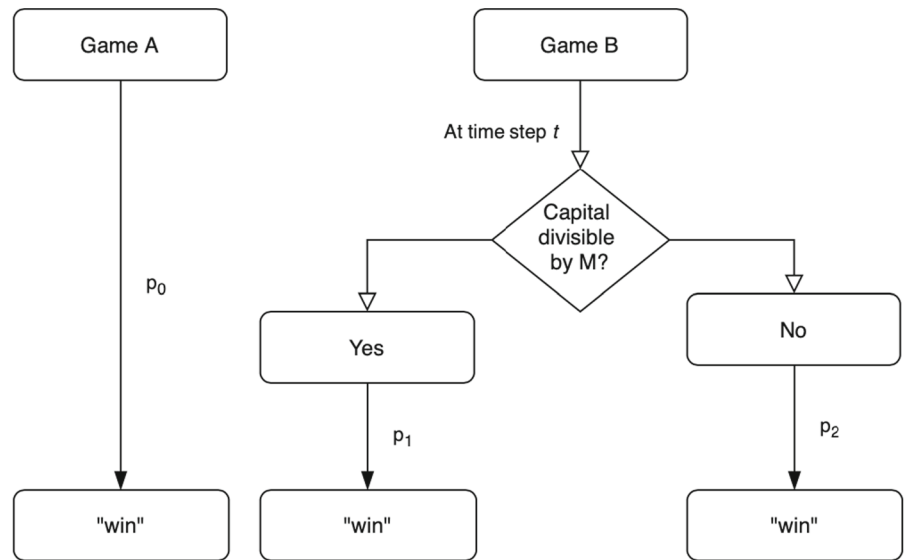 Game A
Game B
At time step t
Capital
divisible
by M?
p₀
Yes
No
p₁
p₂
"win"
"win"
"win"